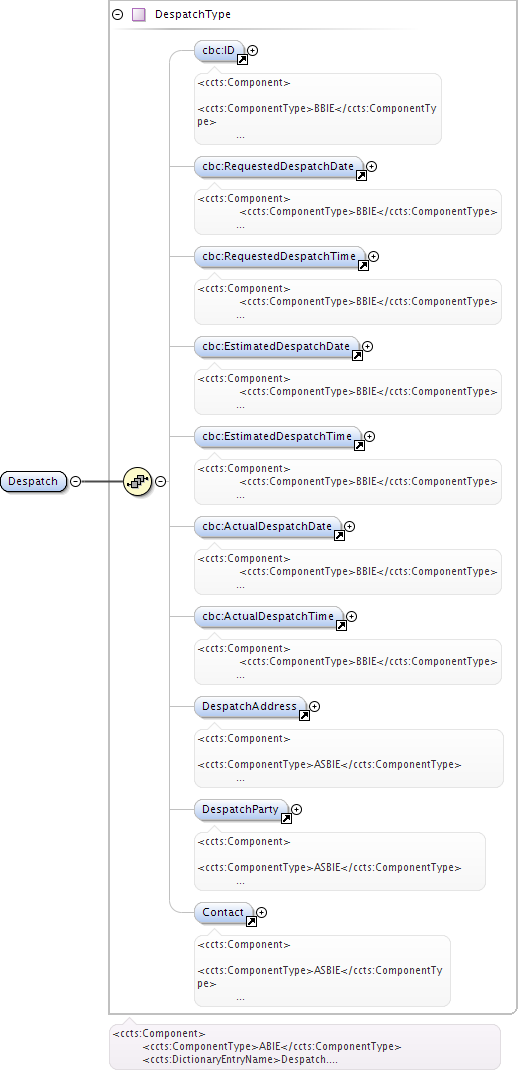 DespatchType
cbc:ID
<ccts:Component>
<ccts:ComponentType>BBIE</ccts:ComponentTy
pe>
...
cbc:RequestedDespatchDate
<ccts:Component>
<ccts:ComponentType>BBIE</ccts:ComponentType>
...
cbc:RequestedDespatchTime
<ccts:Component>
<ccts:ComponentType>BBIE</ccts:ComponentType>
...
cbc:EstimatedDespatchDate
<ccts:Component>
<ccts:ComponentType>BBIE</ccts:ComponentType>
...
cbc:EstimatedDespatchTime
<ccts:Component>
<ccts:ComponentType>BBIE</ccts:ComponentType>
...
Despatch
cbc:ActualDespatchDate
<ccts:Component>
<ccts:ComponentType>BBIE</ccts:ComponentType>
...
cbc:ActualDespatchTime
<ccts:Component>
<ccts:ComponentType>BBIE</ccts:ComponentType>
...
DespatchAddress
<ccts:Component>
<ccts:ComponentType>ASBIE</ccts:ComponentType>
...
DespatchParty
<ccts:Component>
<ccts:ComponentType>ASBIE</ccts:ComponentType>
...
Contact
<ccts:Component>
<ccts:ComponentType>ASBIE</ccts:ComponentTy
pe>
...
<ccts:Component>
<ccts:ComponentType>ABIE</ccts:ComponentType>
<ccts:DictionaryEntryName>Despatch....